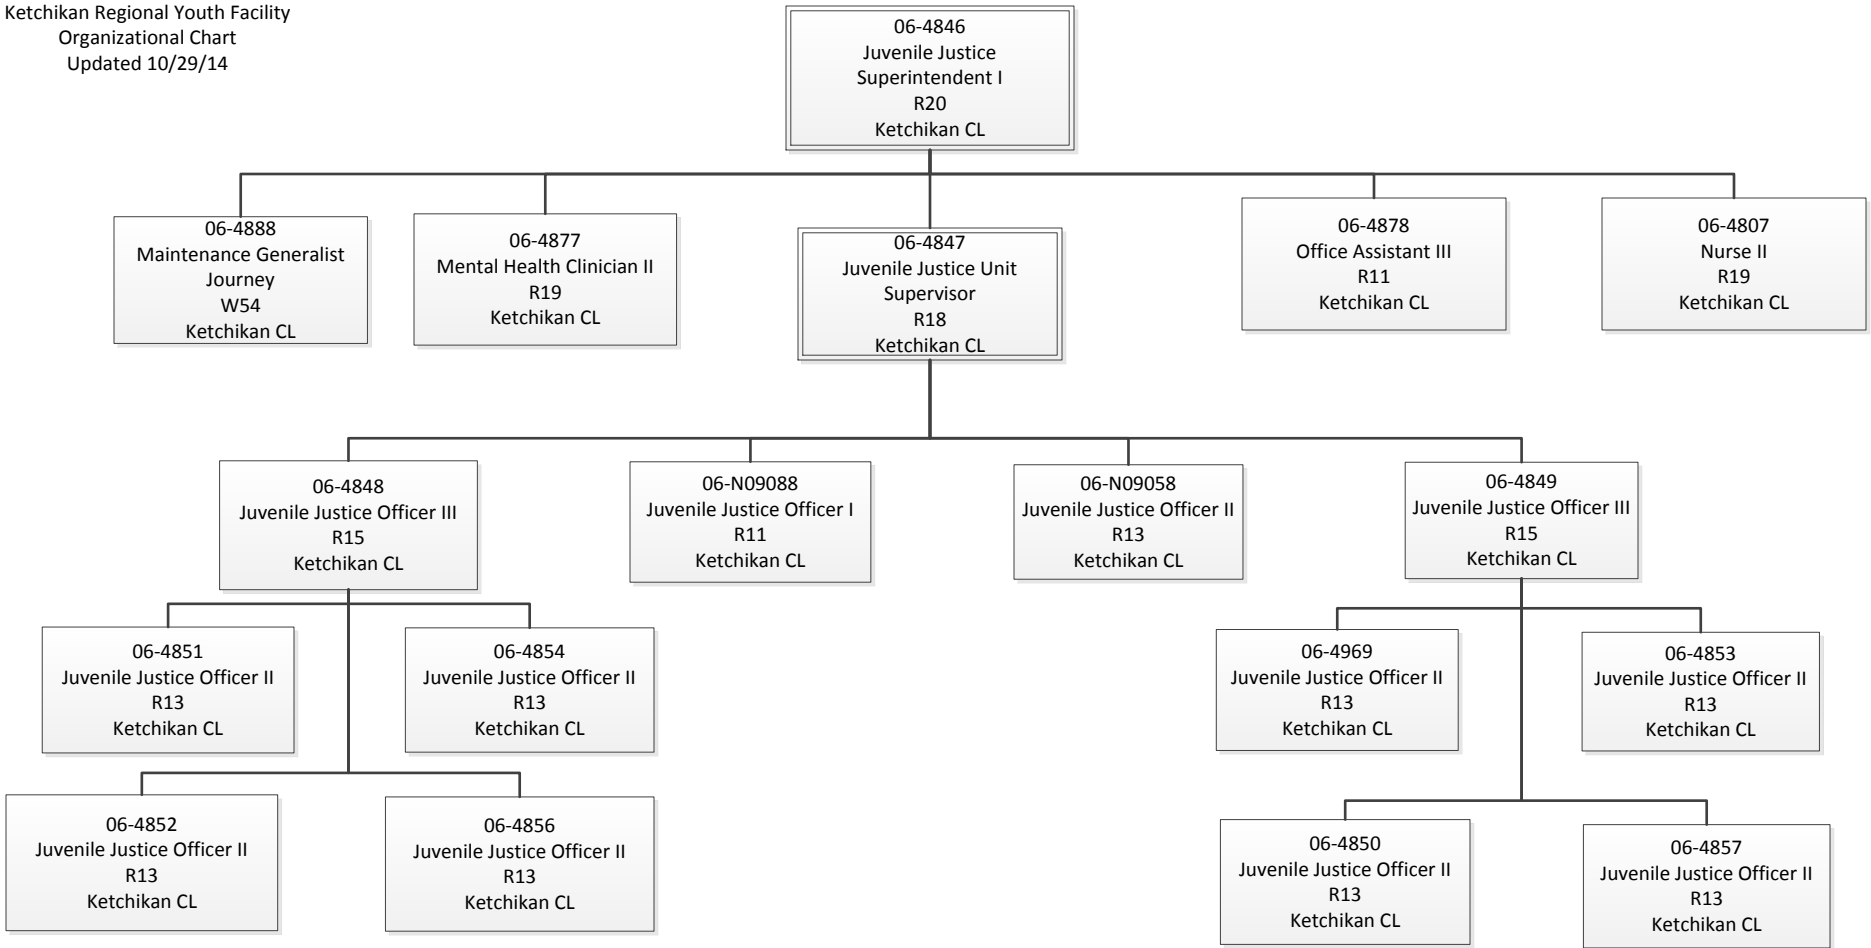 Ketchikan Regional Youth Facility
Organizational Chart
Updated 10/29/14
06-4846
Juvenile Justice
Superintendent I
R20
Ketchikan CL
06-4888
Maintenance Generalist
Journey
W54
Ketchikan CL
06-4877
Mental Health Clinician II
R19
Ketchikan CL
06-4847
Juvenile Justice Unit
Supervisor
R18
Ketchikan CL
06-4878
Office Assistant III
R11
Ketchikan CL
06-4807
Nurse II
R19
Ketchikan CL
06-4848
Juvenile Justice Officer III
R15
Ketchikan CL
06-N09088
Juvenile Justice Officer I
R11
Ketchikan CL
06-N09058
Juvenile Justice Officer II
R13
Ketchikan CL
06-4849
Juvenile Justice Officer III
R15
Ketchikan CL
06-4851
Juvenile Justice Officer II
R13
Ketchikan CL
06-4854
Juvenile Justice Officer II
R13
Ketchikan CL
06-4969
Juvenile Justice Officer II
R13
Ketchikan CL
06-4853
Juvenile Justice Officer II
R13
Ketchikan CL
06-4852
Juvenile Justice Officer II
R13
Ketchikan CL
06-4856
Juvenile Justice Officer II
R13
Ketchikan CL
06-4850
Juvenile Justice Officer II
R13
Ketchikan CL
06-4857
Juvenile Justice Officer II
R13
Ketchikan CL